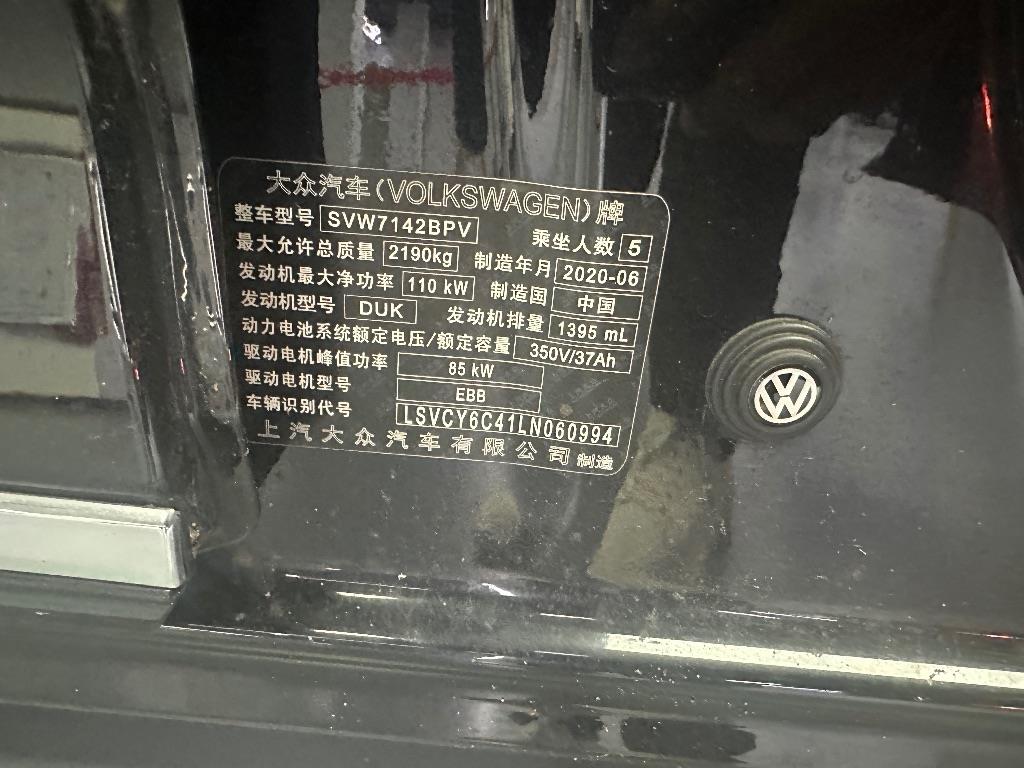 大众汽车(VOLKSWAGEN)牌
整车型号 SVW7142BPV 乘坐人数 5
最大允许总质量 2190kg 制造年月 2020-06
发动机最大净功率 110 kW 制造国 中国
发动机型号 DUK 发动机排量 1395 mL
动力电池系统额定电压/额定容量 350V/37Ah
驱动电机峰值功率 85 kW
驱动电机型号 EBB
车辆识别代号 LSVCY6C41LN060994
上汽大众汽车有限公司 制造